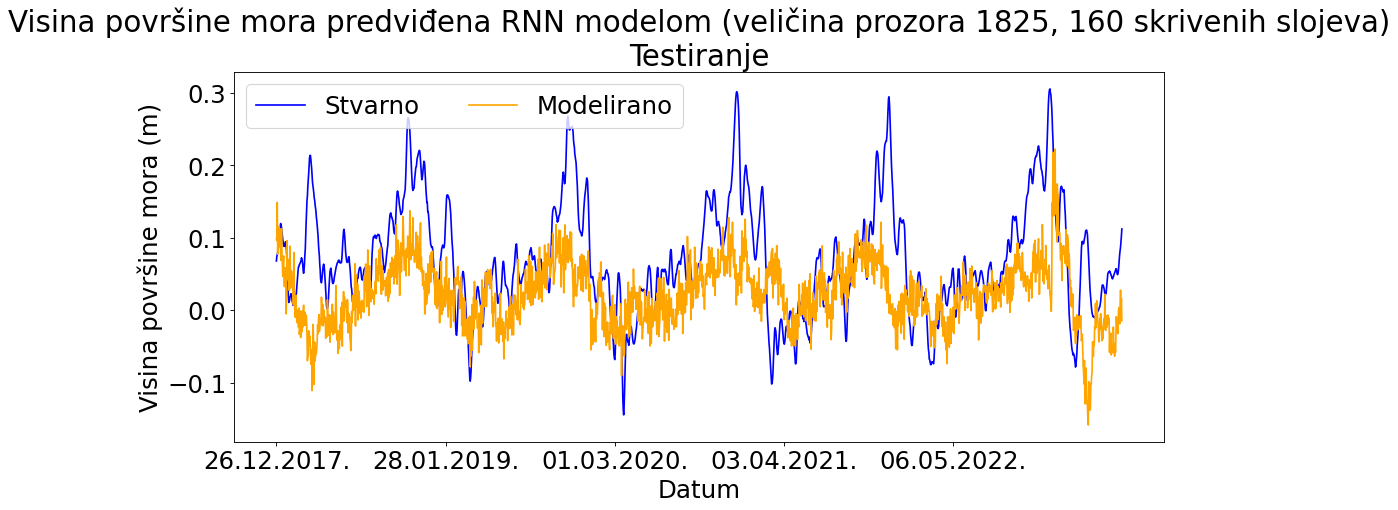 Visina površine mora predviđena RNN modelom (veličina prozora 1825, 160 skrivenih slojeva)
Testiranje
Stvarno Modelirano
Visina površine mora (m)
0.3
0.2
0.1
0.0
−0.1
26.12.2017. 28.01.2019. 01.03.2020. 03.04.2021. 06.05.2022.
Datum